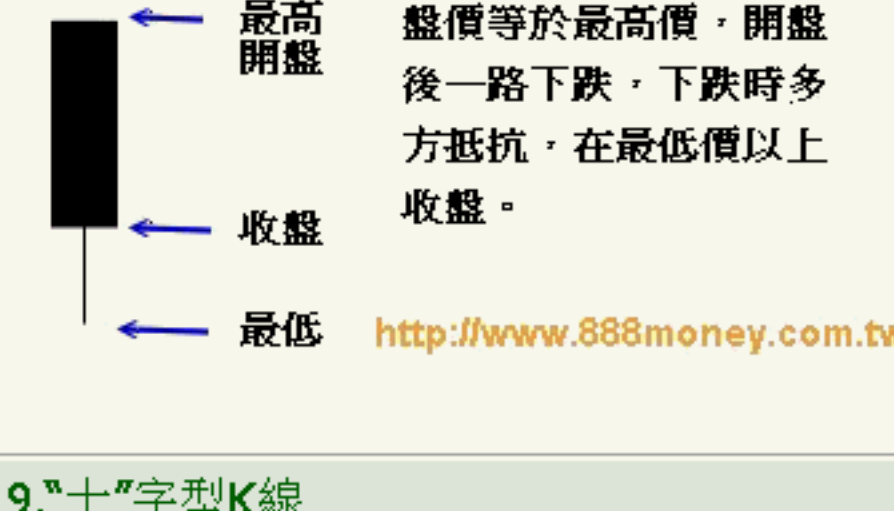 最高
開盤
盤價等於最高價，開盤
後一路下跌，下跌時多
方抵抗，在最低價以上
收盤。
收盤
最低
http://www.888money.com.tw
9."十"字型K線